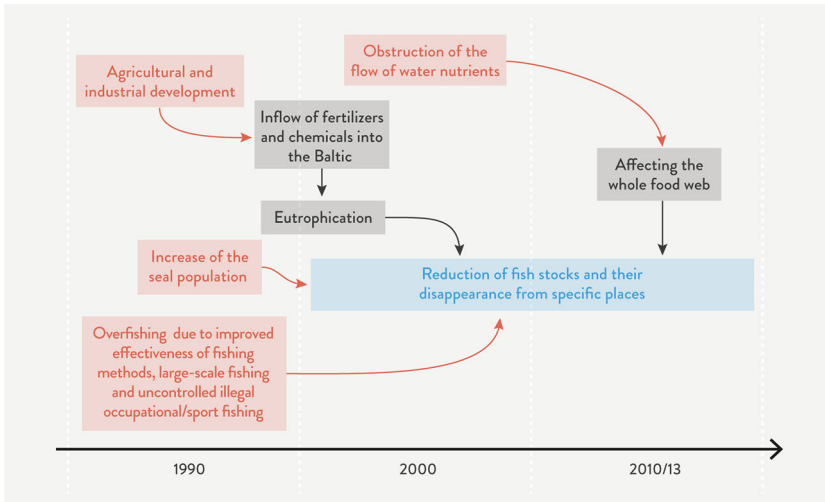 Obstruction of the
flow of water nutrients
Agricultural and
industrial development
Inflow of fertilizers
and chemicals into
the Baltic
Affecting the
whole food web
Eutrophication
Increase of the
seal population
Reduction of fish stocks and their
disappearance from specific places
Overfishing due to improved
effectiveness of fishing
methods, large-scale fishing
and uncontrolled illegal
occupational/sport fishing
1990
2000
2010/13